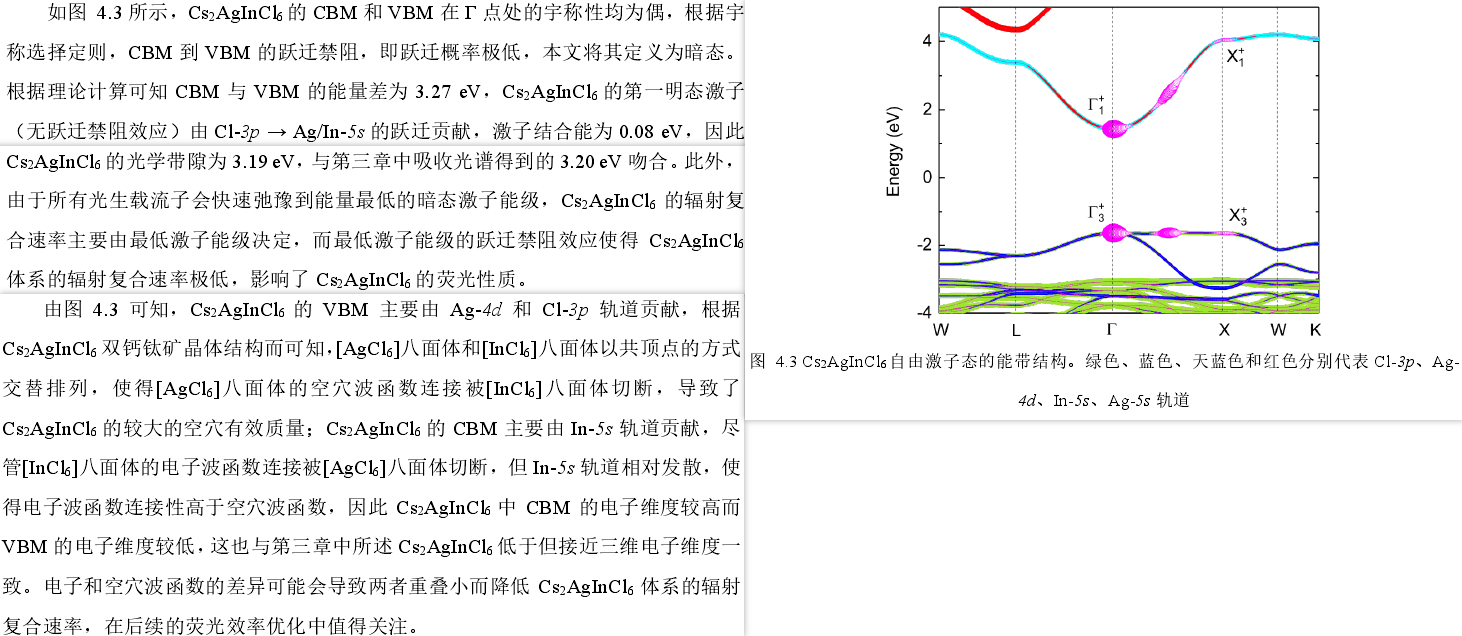 如图 4.3 所示，Cs₂AgInCl₆ 的 CBM 和 VBM 在 Γ 点处的宇称性均为偶，根据宇
称选择定则，CBM 到 VBM 的跃迁禁阻，即跃迁概率极低，本文将其定义为暗态。
根据理论计算可知 CBM 与 VBM 的能量差为 3.27 eV，Cs₂AgInCl₆ 的第一明态激子
（无跃迁禁阻效应）由 Cl-3p → Ag/In-5s 的跃迁贡献，激子结合能为 0.08 eV，因此
Cs₂AgInCl₆ 的光学带隙为 3.19 eV，与第三章中吸收光谱得到的 3.20 eV 吻合。此外，
由于所有光生载流子会快速弛豫到能量最低的暗态激子能级，Cs₂AgInCl₆ 的辐射复
合速率主要由最低激子能级决定，而最低激子能级的跃迁禁阻效应使得 Cs₂AgInCl₆
体系的辐射复合速率极低，影响了 Cs₂AgInCl₆ 的荧光性质。
由图 4.3 可知，Cs₂AgInCl₆ 的 VBM 主要由 Ag-4d 和 Cl-3p 轨道贡献，根据
Cs₂AgInCl₆ 双钙钛矿晶体结构而可知，[AgCl₆]八面体和[InCl₆]八面体以共顶点的方式
交替排列，使得[AgCl₆]八面体的空穴波函数连接被[InCl₆]八面体切断，导致了
Cs₂AgInCl₆ 的较大的空穴有效质量；Cs₂AgInCl₆ 的 CBM 主要由 In-5s 轨道贡献，尽
管[InCl₆]八面体的电子波函数连接被[AgCl₆]八面体切断，但 In-5s 轨道相对发散，使
得电子波函数连接性高于空穴波函数，因此 Cs₂AgInCl₆ 中 CBM 的电子维度较高而
VBM 的电子维度较低，这也与第三章中所述 Cs₂AgInCl₆ 低于但接近三维电子维度一
致。电子和空穴波函数的差异可能会导致两者重叠小而降低 Cs₂AgInCl₆ 体系的辐射
复合速率，在后续的荧光效率优化中值得关注。
Energy (eV)
4
2
0
-2
-4
Γ₁⁺
X₁⁺
Γ₃⁺
X₃⁺
W L Γ X W K
图 4.3 Cs₂AgInCl₆ 自由激子态的能带结构。绿色、蓝色、天蓝色和红色分别代表 Cl-3p、Ag-
4d、In-5s、Ag-5s 轨道